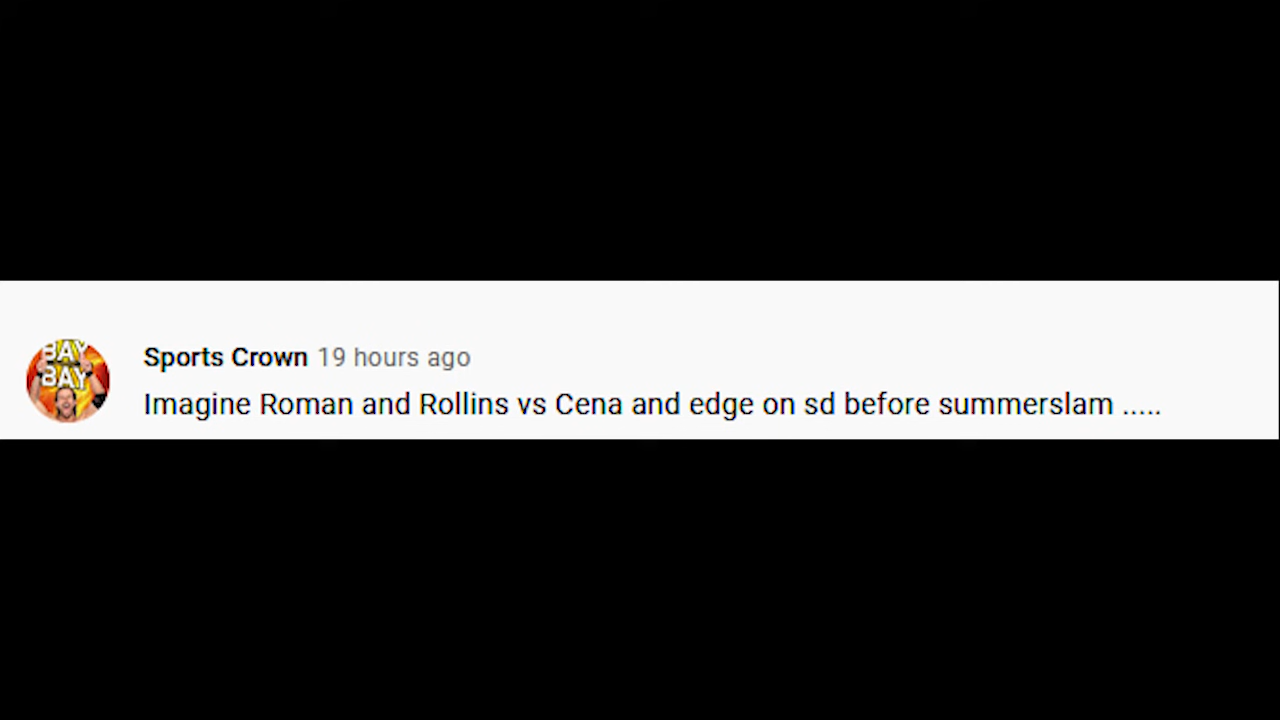 BAY
BAY
Sports Crown 19 hours ago
Imagine Roman and Rollins vs Cena and edge on sd before summerslam .....